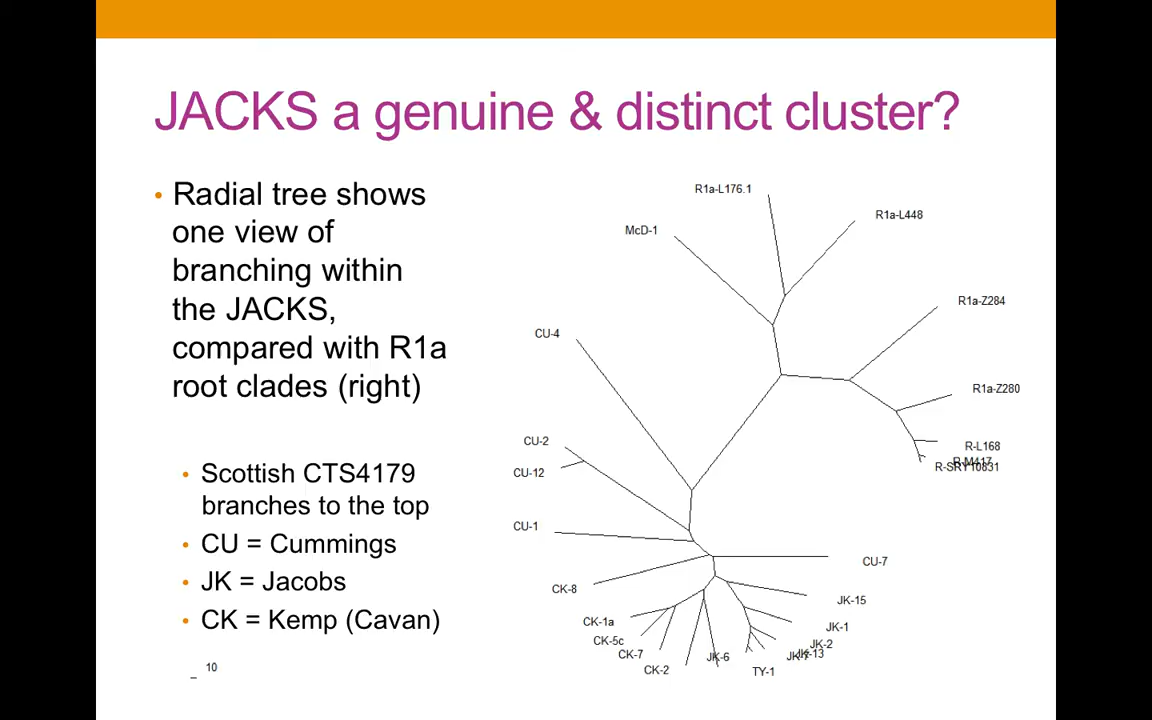 JACKS a genuine & distinct cluster?
• Radial tree shows
one view of
branching within
the JACKS,
compared with R1a
root clades (right)
• Scottish CTS4179
branches to the top
• CU = Cummings
• JK = Jacobs
• CK = Kemp (Cavan)
10
R1a-L176.1
R1a-L448
McD-1
R1a-Z284
CU-4
R1a-Z280
CU-2
R-L168
R-M417
R-SRY10831
CU-12
CU-1
CU-7
CK-8
JK-15
CK-1a
JK-1
CK-5c
JK-2
CK-7
JK-6
JK-13
CK-2
TY-1